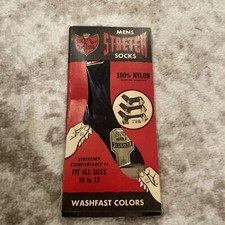 MENS
STRETCH
SOCKS
100% NYLON
STRETCHES
COMFORTABLY to
FIT ALL SIZES
10 to 13
WASHFAST COLORS